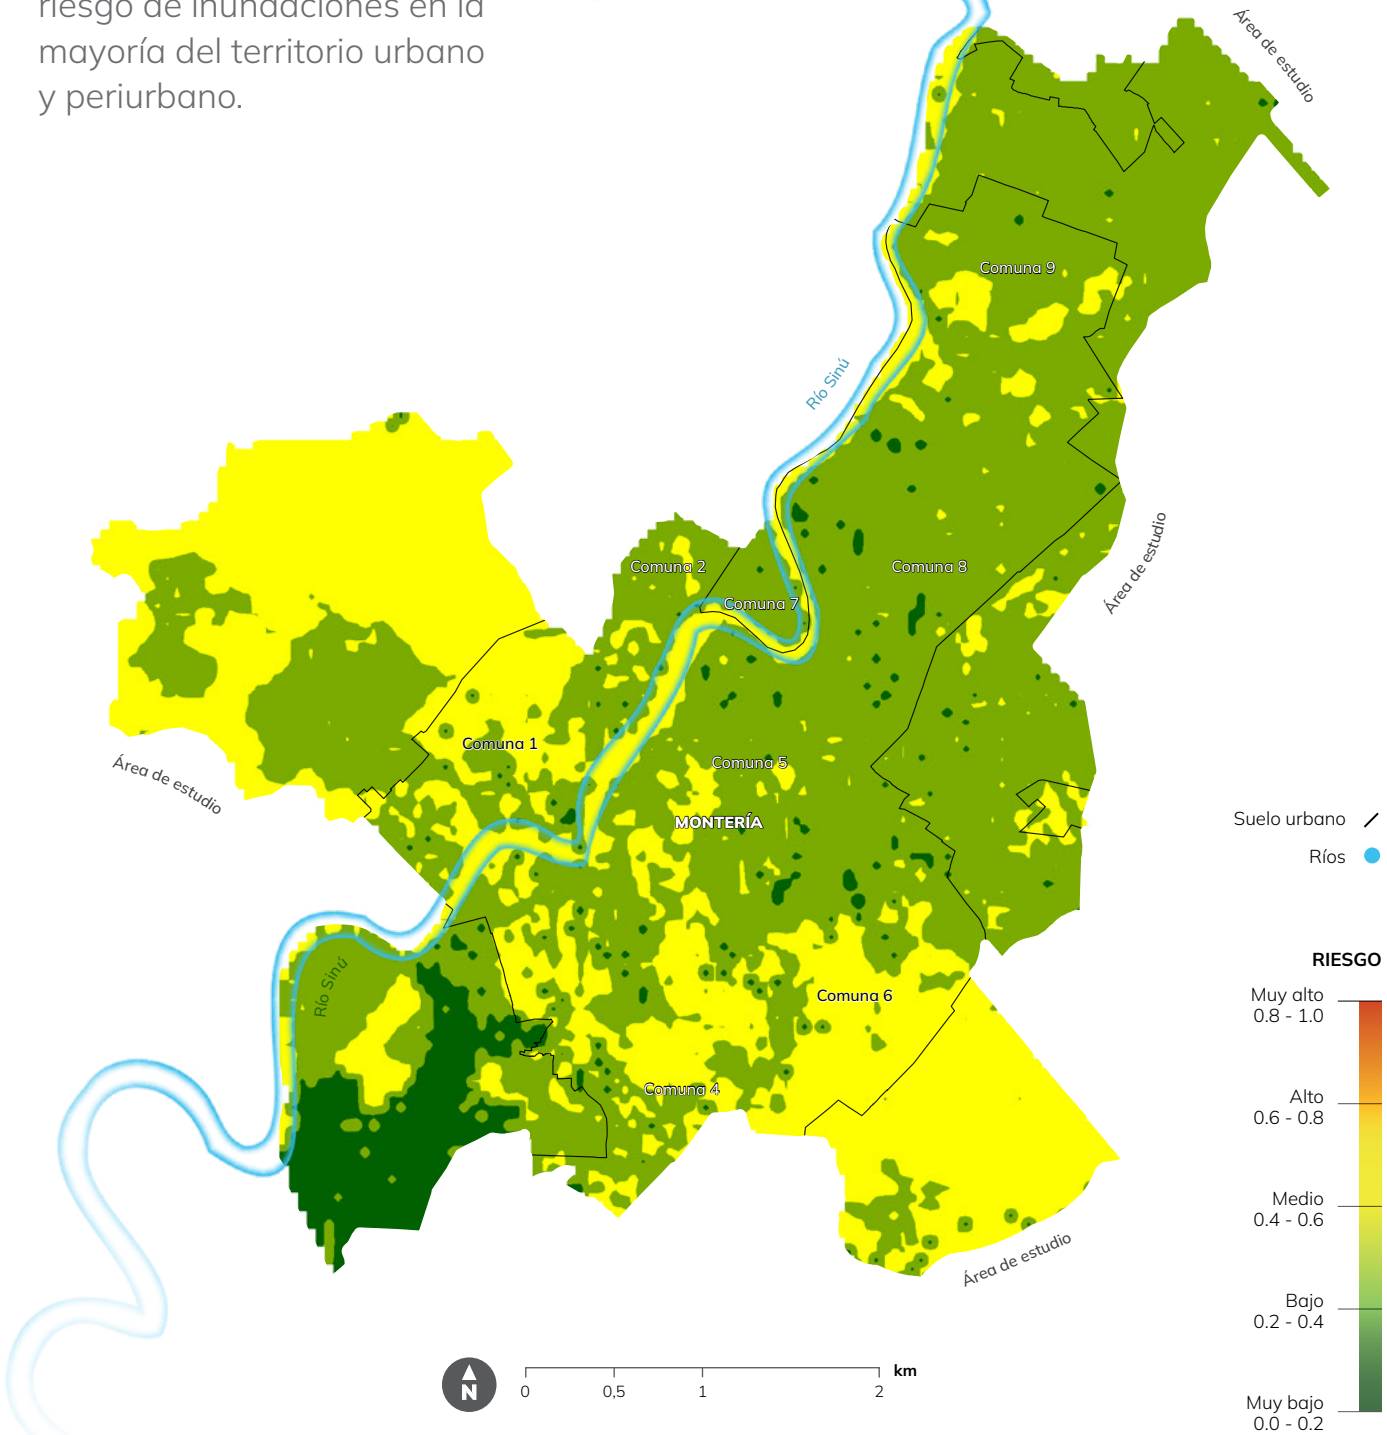 riesgo de inundaciones en la
mayoría del territorio urbano
y periurbano.
Área de estudio
Comuna 9
Río Sinú
Comuna 2
Comuna 7
Comuna 8
Área de estudio
Comuna 1
Comuna 5
Área de estudio
MONTERÍA
Suelo urbano
Ríos
Río Sinú
Comuna 6
Comuna 4
Área de estudio
RIESGO
Muy alto
0.8 - 1.0
Alto
0.6 - 0.8
Medio
0.4 - 0.6
Bajo
0.2 - 0.4
Muy bajo
0.0 - 0.2
N
km
0 0,5 1 2